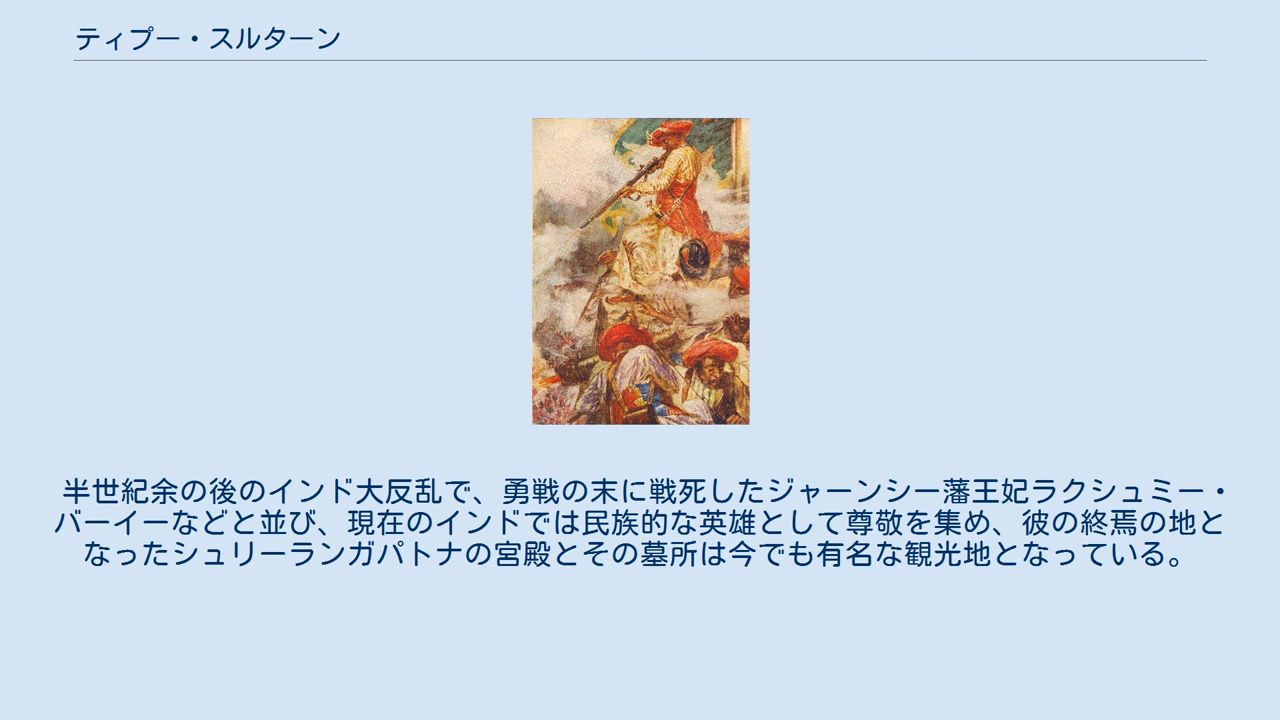 ティプー・スルターン
半世紀余の後のインド大反乱で、勇戦の末に戦死したジャーンシー藩王妃ラクシュミー・
バーイーなどと並び、現在のインドでは民族的な英雄として尊敬を集め、彼の終焉の地と
なったシュリーランガパトナの宮殿とその墓所は今でも有名な観光地となっている。